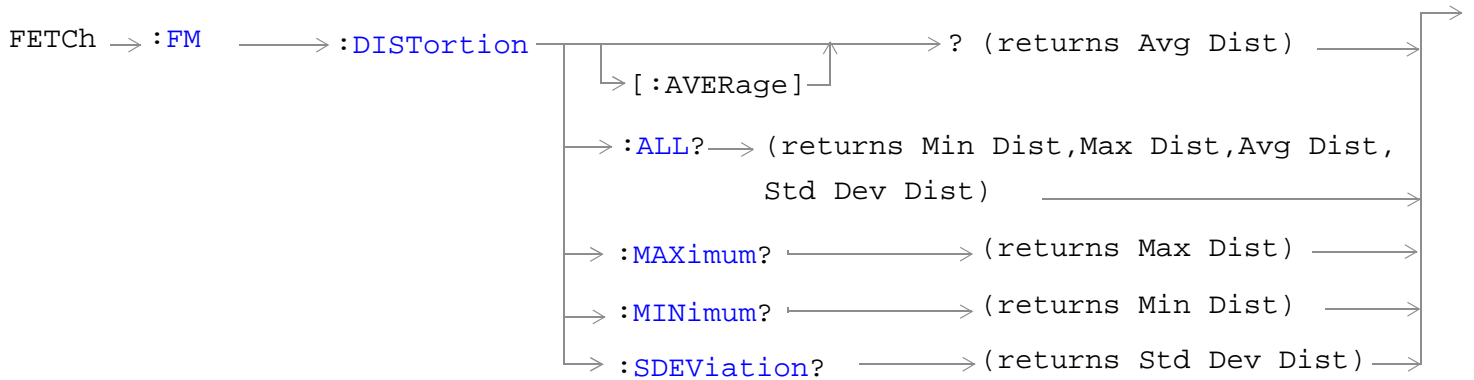 FETCh :FM :DISTortion ? (returns Avg Dist)
[:AVERage]
:ALL? (returns Min Dist,Max Dist,Avg Dist,
Std Dev Dist)
:MAXimum? (returns Max Dist)
:MINimum? (returns Min Dist)
:SDEViation? (returns Std Dev Dist)